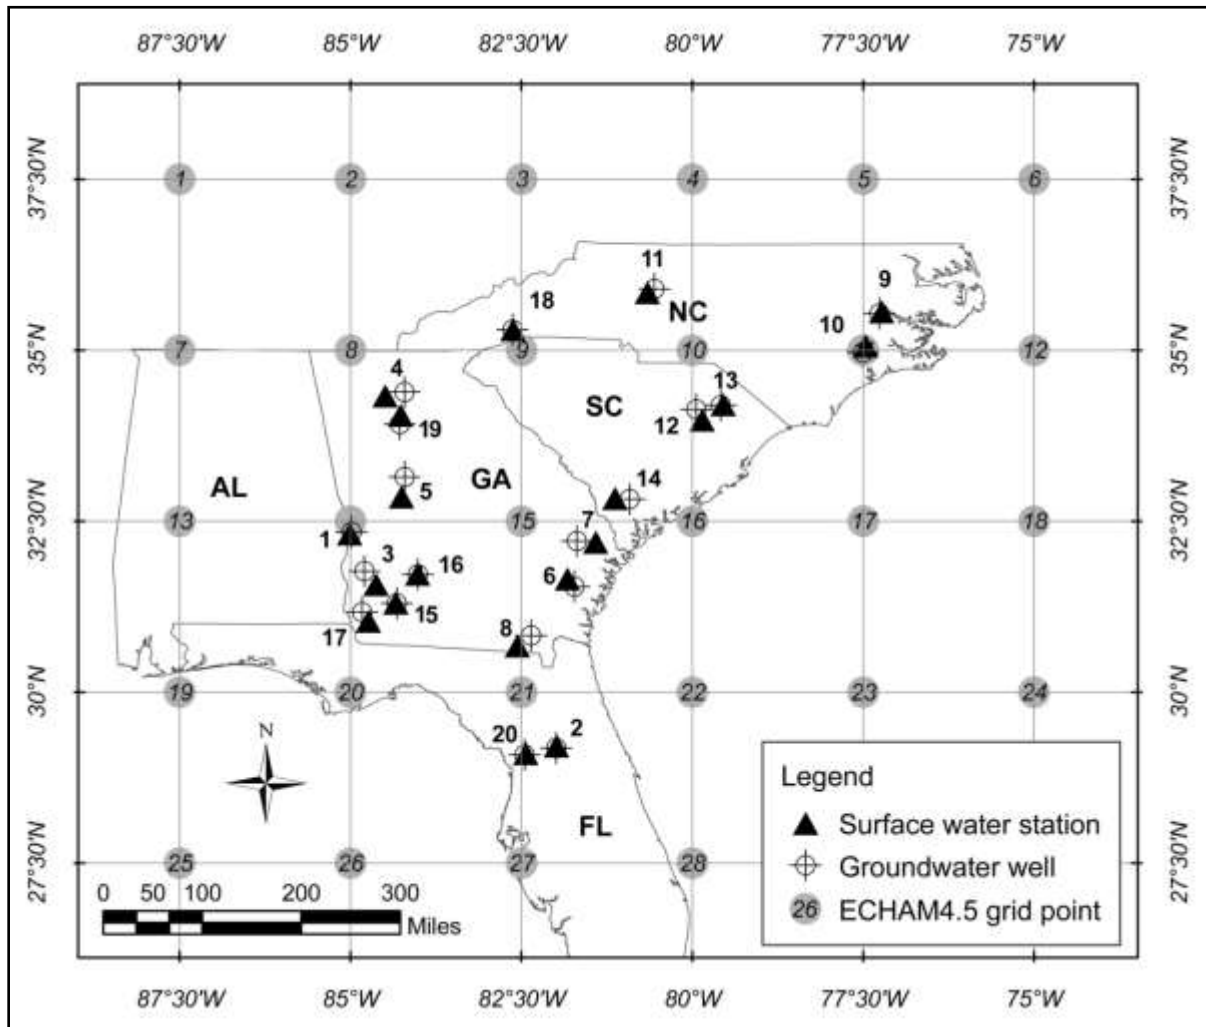 87°30'W 85°W 82°30'W 80°W 77°30'W 75°W
37°30'N 1 2 3 4 5 6 37°30'N
11
NC
9
18
10
35°N 7 8 9 10 12 35°N
4
SC
13
12
19
AL
GA
5
14
32°30'N 13 15 16 17 18 32°30'N
1
7
3
16
6
15
17
8
30°N 19 20 21 22 23 24 30°N
20
2
N
FL
27°30'N 25 26 27 28 27°30'N
Legend
Surface water station
Groundwater well
26 ECHAM4.5 grid point
0 50 100 200 300
Miles
87°30'W 85°W 82°30'W 80°W 77°30'W 75°W